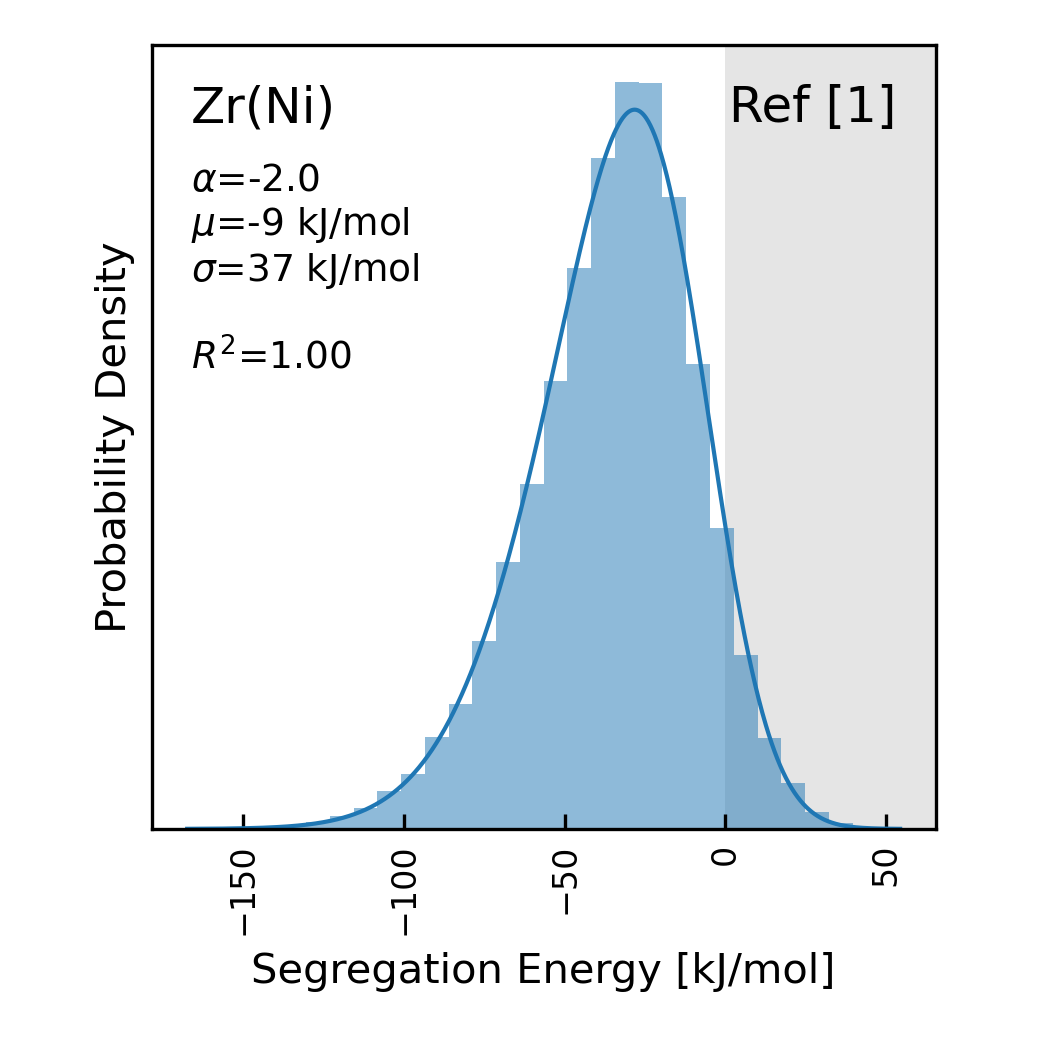 Zr(Ni)
Ref [1]
α=-2.0
μ=-9 kJ/mol
σ=37 kJ/mol
R²=1.00
Probability Density
−150
−100
−50
0
50
Segregation Energy [kJ/mol]